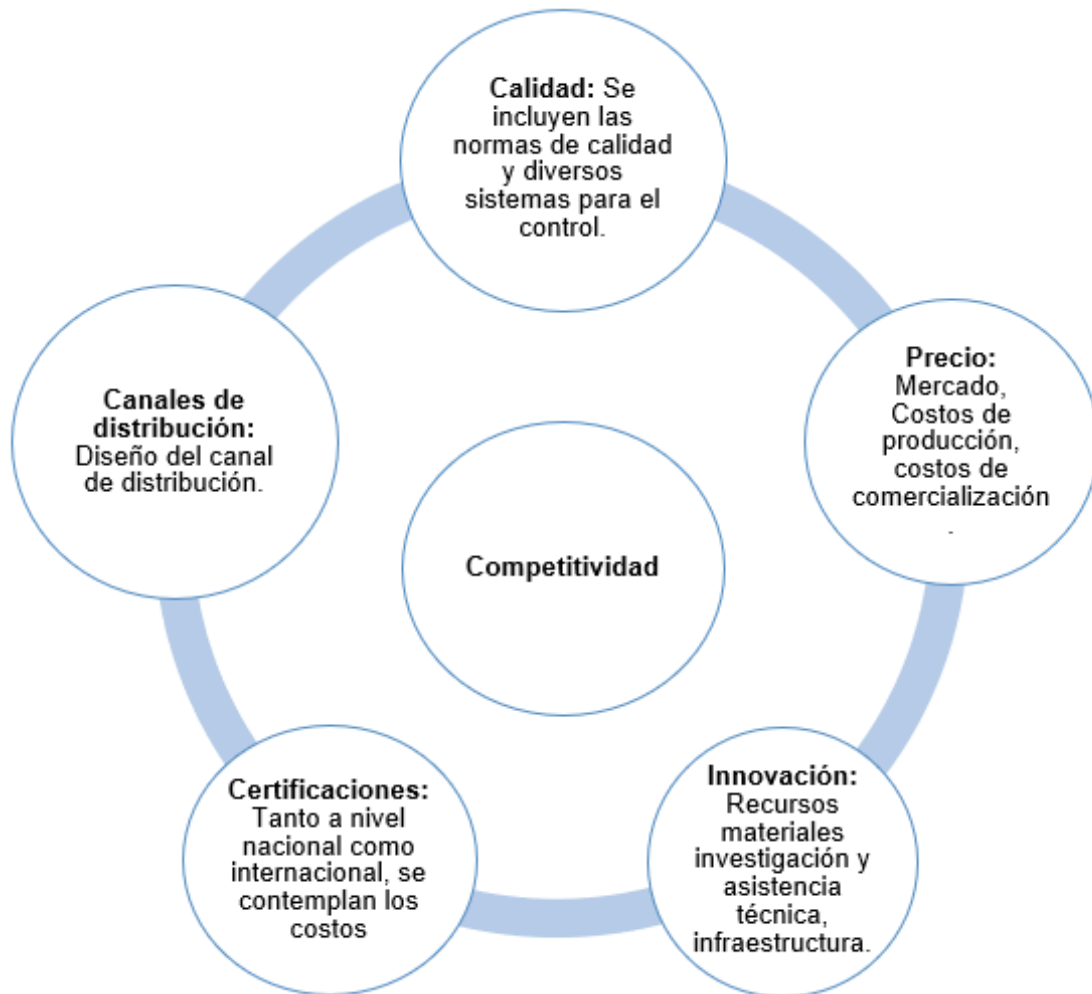 Calidad: Se
incluyen las
normas de calidad
y diversos
sistemas para el
control.
Precio:
Mercado,
Costos de
producción,
costos de
comercialización
.
Innovación:
Recursos
materiales
investigación y
asistencia
técnica,
infraestructura.
Certificaciones:
Tanto a nivel
nacional como
internacional, se
contemplan los
costos
Canales de
distribución:
Diseño del canal
de distribución.
Competitividad